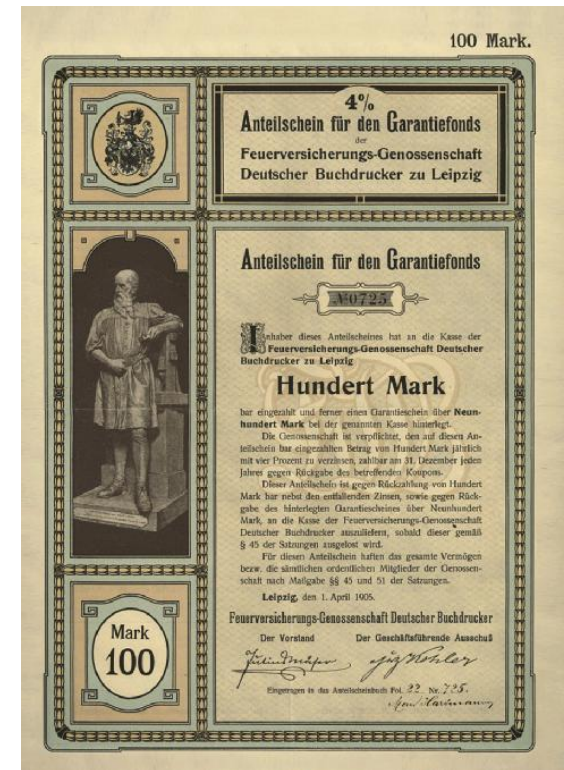 100 Mark.
4%
Anteilschein für den Garantiefonds
der
Feuerversicherungs-Genossenschaft
Deutscher Buchdrucker zu Leipzig
Anteilschein für den Garantiefonds
№ 0725
Inhaber dieses Anteilscheines hat an die Kasse der
Feuerversicherungs-Genossenschaft Deutscher
Buchdrucker zu Leipzig
Hundert Mark
bar eingezahlt und ferner einen Garantieschein über Neun-
hundert Mark bei der genannten Kasse hinterlegt.
Die Genossenschaft ist verpflichtet, den auf diesen An-
teilschein bar eingezahlten Betrag von Hundert Mark jährlich
mit vier Prozent zu verzinsen, zahlbar am 31. Dezember jeden
Jahres gegen Rückgabe des betreffenden Koupons.
Dieser Anteilschein ist gegen Rückzahlung von Hundert
Mark bar nebst den entfallenden Zinsen, sowie gegen Rück-
gabe des hinterlegten Garantiescheines über Neunhundert
Mark, an die Kasse der Feuerversicherungs-Genossenschaft
Deutscher Buchdrucker auszuliefern, sobald dieser gemäß
§ 45 der Satzungen ausgelost wird.
Für diesen Anteilschein haften das gesamte Vermögen
bezw. die sämtlichen ordentlichen Mitglieder der Genossen-
schaft nach Maßgabe §§ 45 und 51 der Satzungen.
Leipzig, den 1. April 1905.
Feuerversicherungs-Genossenschaft Deutscher Buchdrucker
Der Vorstand Der Geschäftsführende Ausschuß
Eingetragen in das Anteilscheinbuch Fol. 22 Nr. 725.
Mark
100